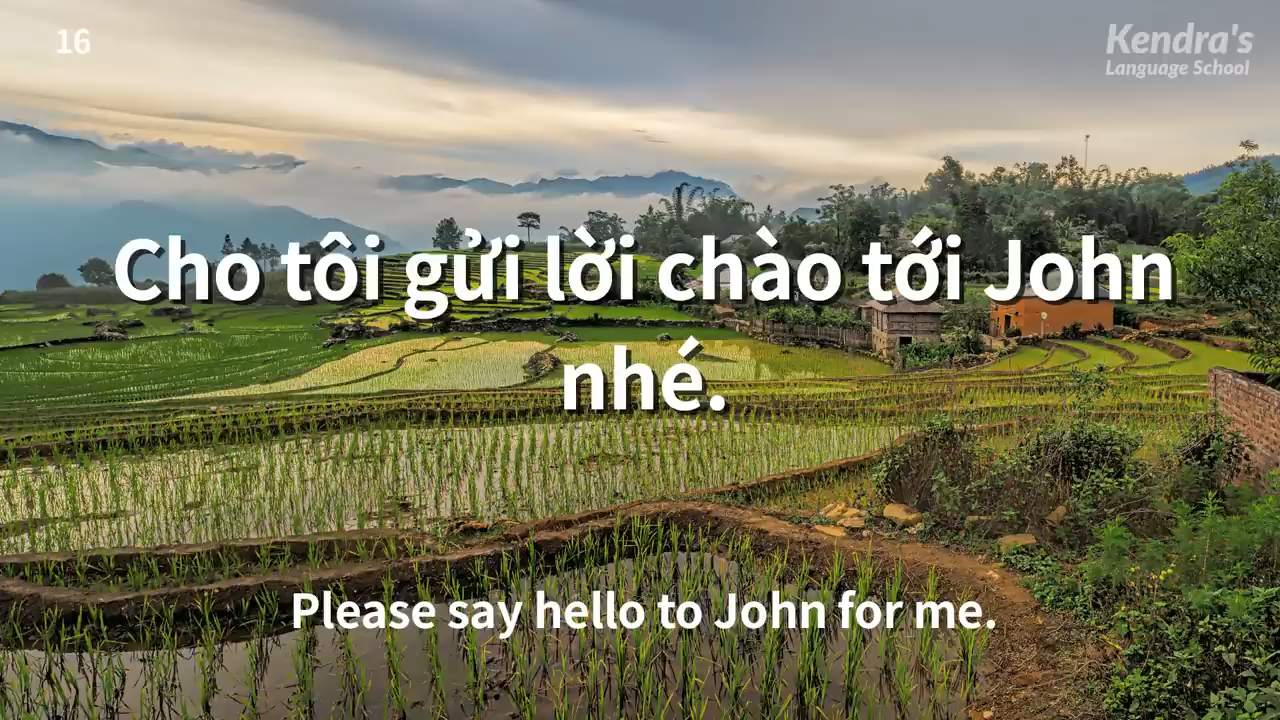 16
Kendra's
Language School
Cho tôi gửi lời chào tới John
nhé.
Please say hello to John for me.